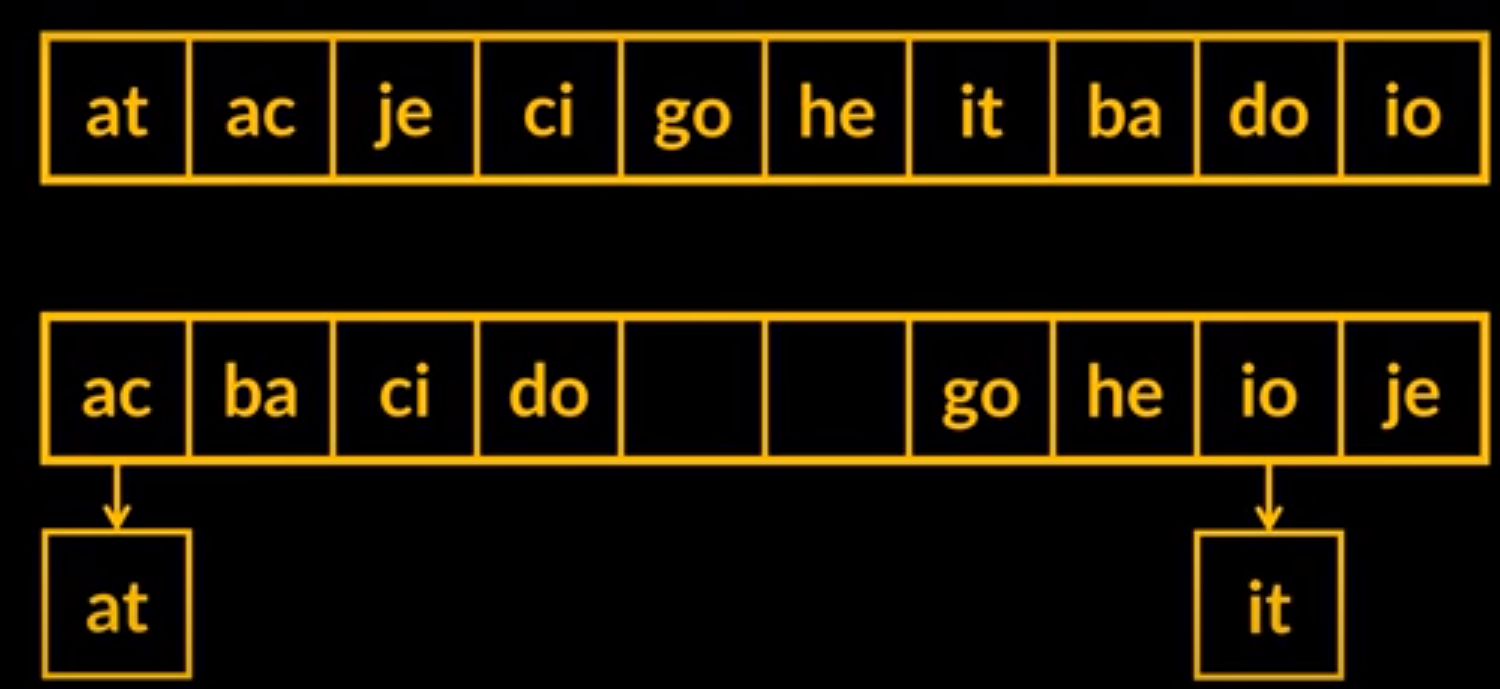 at ac je ci go he it ba do io
ac ba ci do go he io je
at it